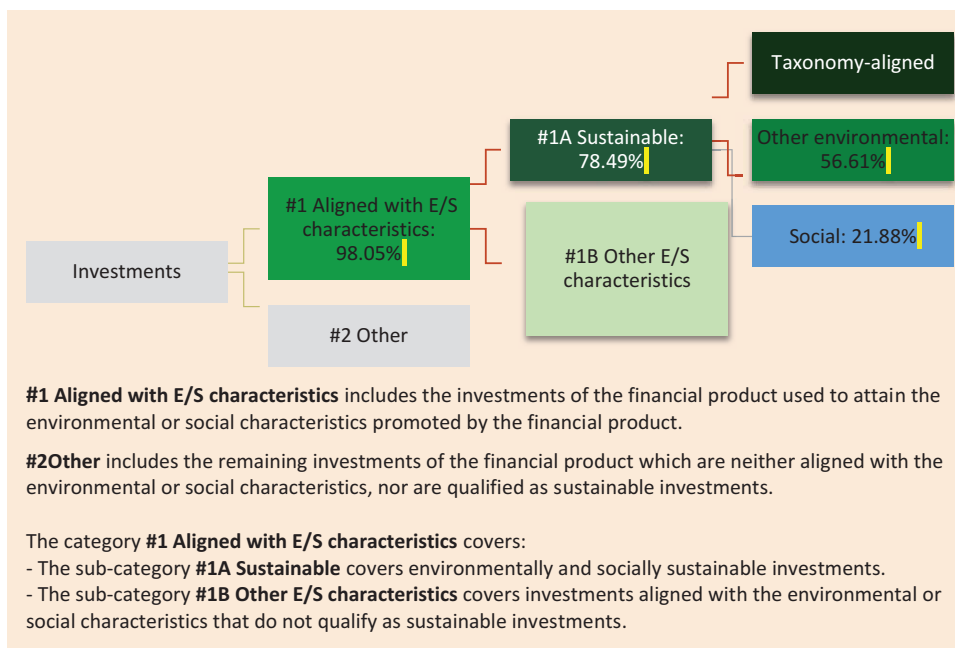 Taxonomy-aligned
#1A Sustainable:
78.49%
Other environmental:
56.61%
#1 Aligned with E/S
characteristics:
98.05%
Social: 21.88%
#1B Other E/S
characteristics
Investments
#2 Other
#1 Aligned with E/S characteristics includes the investments of the financial product used to attain the
environmental or social characteristics promoted by the financial product.
#2Other includes the remaining investments of the financial product which are neither aligned with the
environmental or social characteristics, nor are qualified as sustainable investments.
The category #1 Aligned with E/S characteristics covers:
- The sub-category #1A Sustainable covers environmentally and socially sustainable investments.
- The sub-category #1B Other E/S characteristics covers investments aligned with the environmental or
social characteristics that do not qualify as sustainable investments.